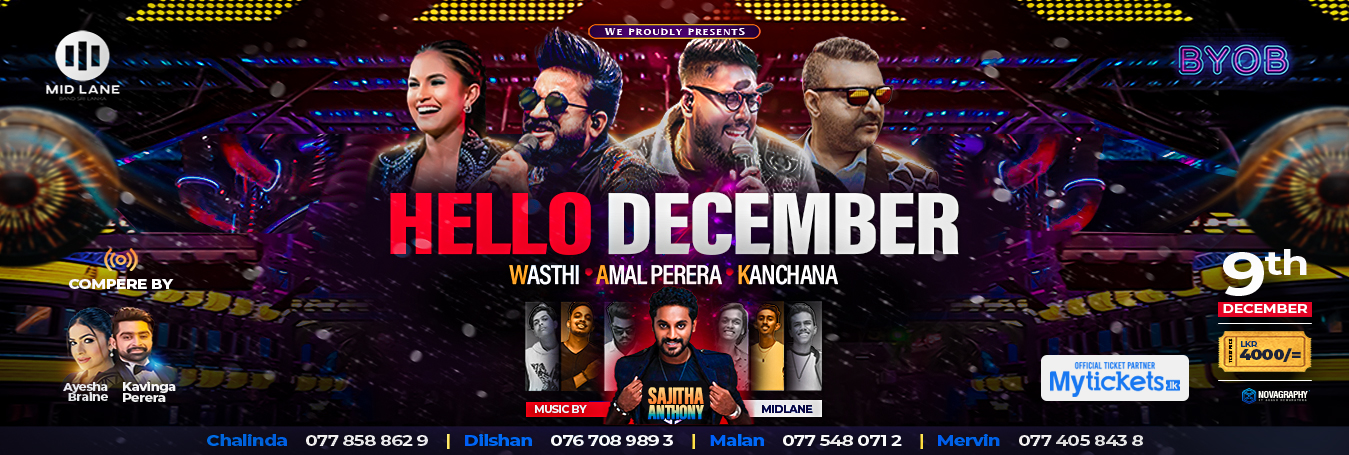 WE PROUDLY PRESENTS
MID LANE
BYOB
HELLO DECEMBER
WASTHI • AMAL PERERA • KANCHANA
COMPERE BY
Ayesha Braine
Kavinga Perera
SAJITHA
ANTHONY
MUSIC BY
MIDLANE
OFFICIAL TICKET PARTNER
Mytickets.lk
9th
DECEMBER
LKR
4000/=
NOVAGRAPHY
Chalinda 077 858 862 9 | Dilshan 076 708 989 3 | Malan 077 548 071 2 | Mervin 077 405 843 8